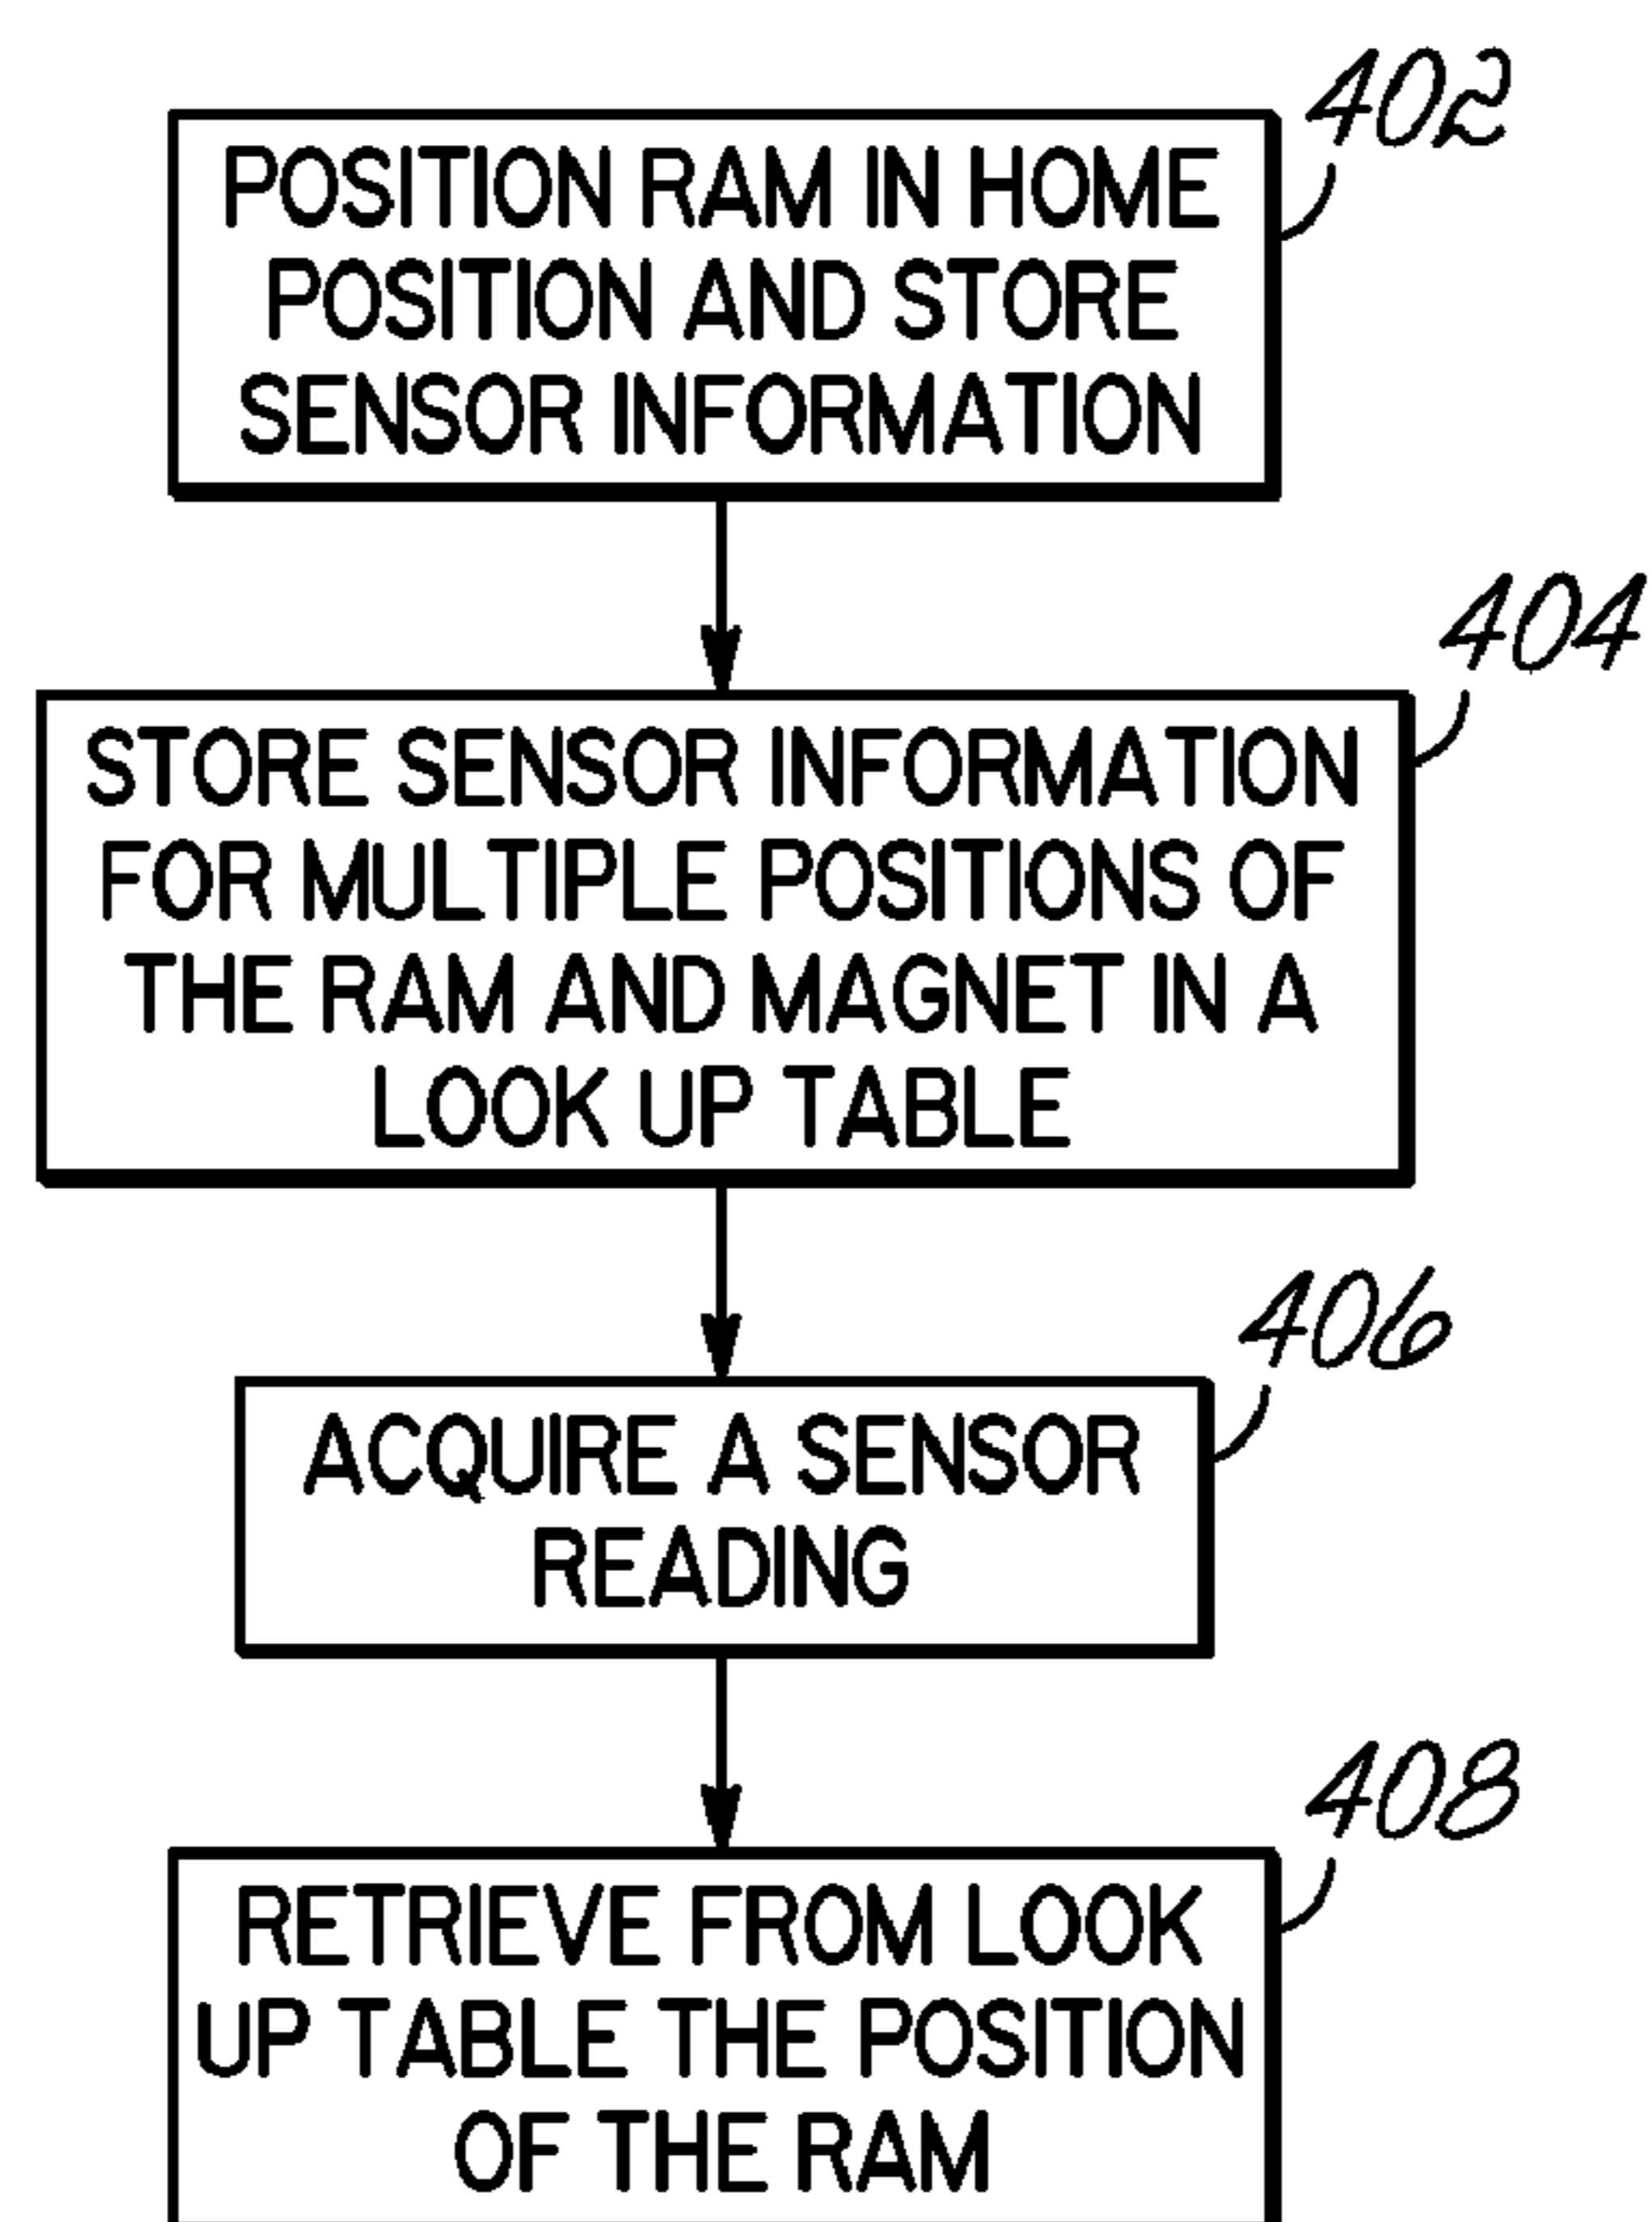 402
POSITION RAM IN HOME
POSITION AND STORE
SENSOR INFORMATION
404
STORE SENSOR INFORMATION
FOR MULTIPLE POSITIONS OF
THE RAM AND MAGNET IN A
LOOK UP TABLE
406
ACQUIRE A SENSOR
READING
408
RETRIEVE FROM LOOK
UP TABLE THE POSITION
OF THE RAM